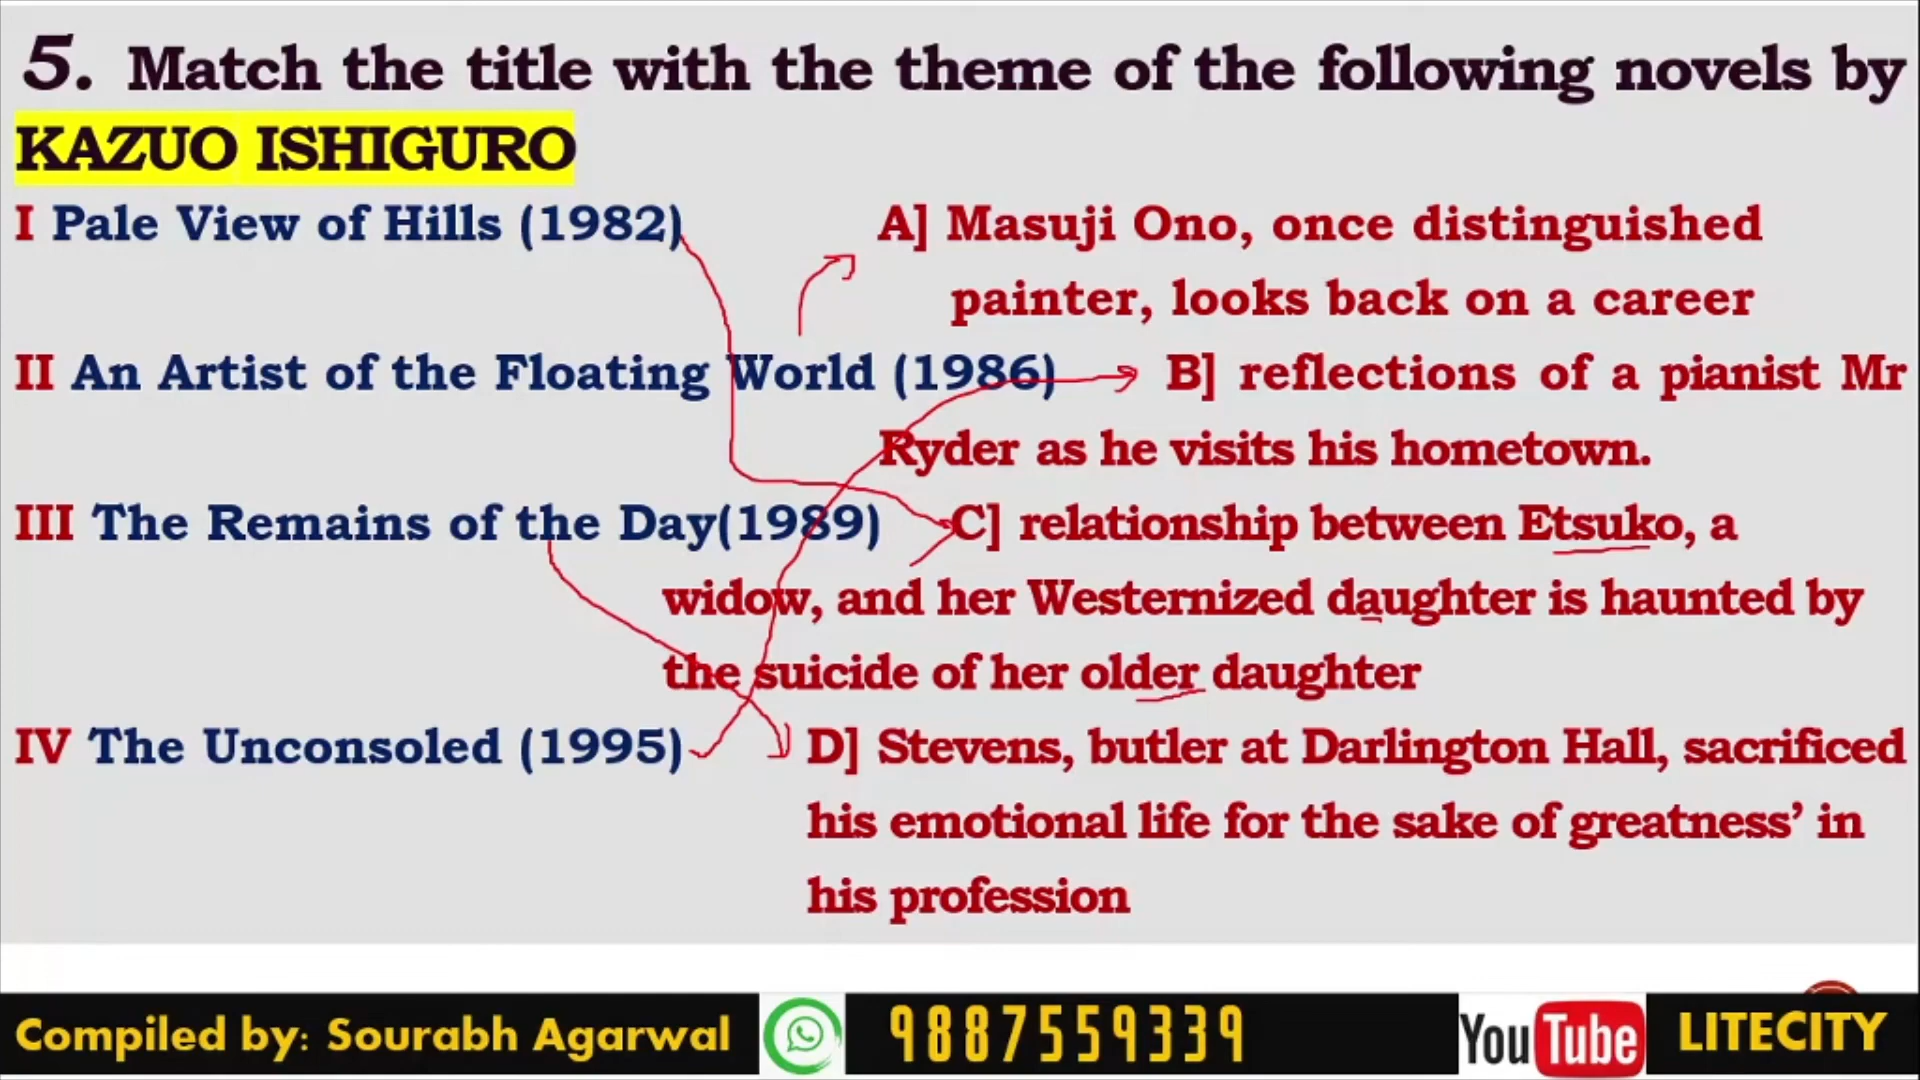 5. Match the title with the theme of the following novels by
KAZUO ISHIGURO
I Pale View of Hills (1982)
A] Masuji Ono, once distinguished
painter, looks back on a career
II An Artist of the Floating World (1986)
B] reflections of a pianist Mr
Ryder as he visits his hometown.
III The Remains of the Day(1989)
C] relationship between Etsuko, a
widow, and her Westernized daughter is haunted by
the suicide of her older daughter
IV The Unconsoled (1995)
D] Stevens, butler at Darlington Hall, sacrificed
his emotional life for the sake of greatness’ in
his profession
Compiled by: Sourabh Agarwal
9887559339
YouTube
LITECITY